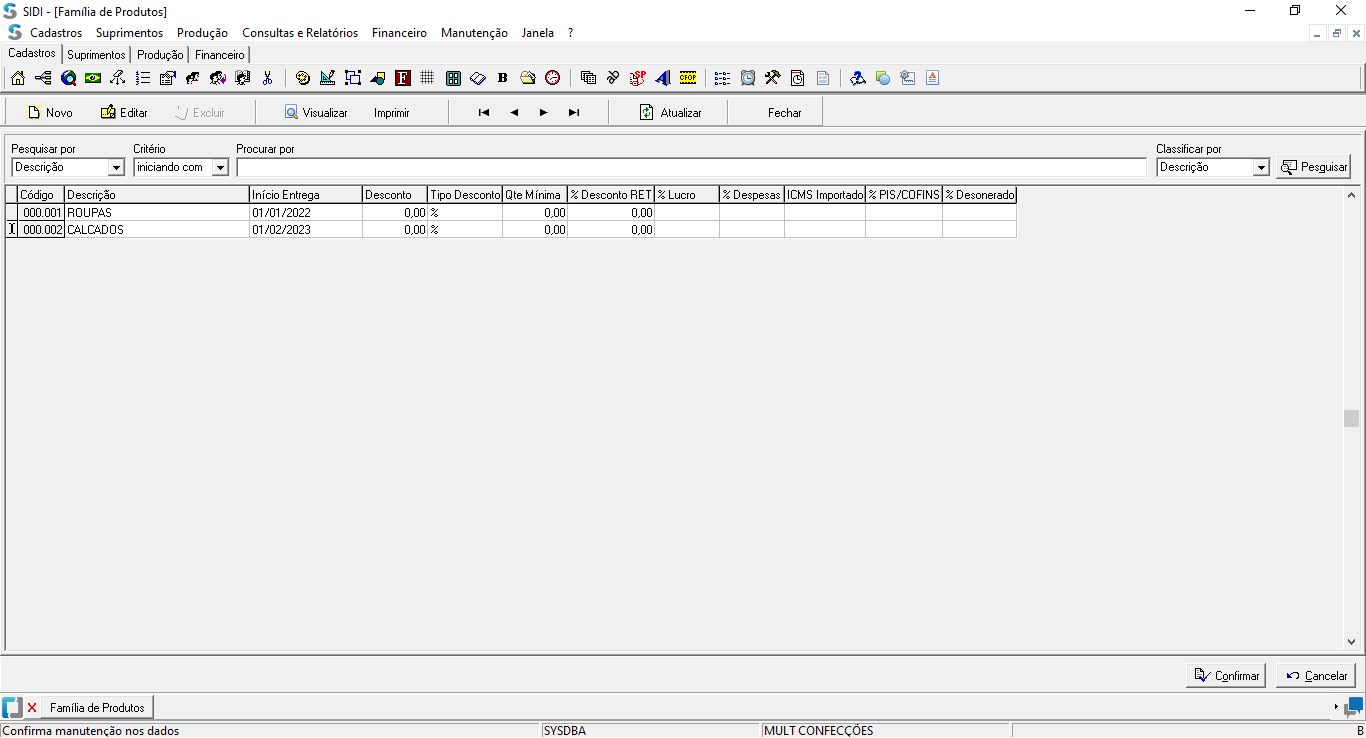 SIDI - [Família de Produtos]
Cadastros Suprimentos Produção Consultas e Relatórios Financeiro Manutenção Janela ?
Cadastros Suprimentos Produção Financeiro
F B SP CFOP A
Novo Editar Excluir Visualizar Imprimir Atualizar Fechar
Pesquisar por Critério Procurar por Classificar por
Descrição iniciando com Descrição Pesquisar
Código Descrição Início Entrega Desconto Tipo Desconto Qte Mínima % Desconto RET % Lucro % Despesas ICMS Importado % PIS/COFINS % Desonerado
000.001 ROUPAS 01/01/2022 0,00 % 0,00 0,00
000.002 CALCADOS 01/02/2023 0,00 % 0,00 0,00
Confirmar Cancelar
Família de Produtos
Confirma manutenção nos dados SYSDBA MULT CONFECÇÕES B